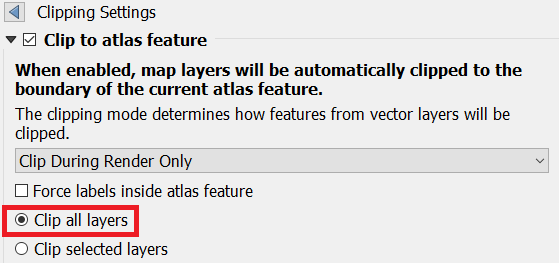 Clipping Settings
Clip to atlas feature
When enabled, map layers will be automatically clipped to the
boundary of the current atlas feature.
The clipping mode determines how features from vector layers will be
clipped.
Clip During Render Only
Force labels inside atlas feature
Clip all layers
Clip selected layers